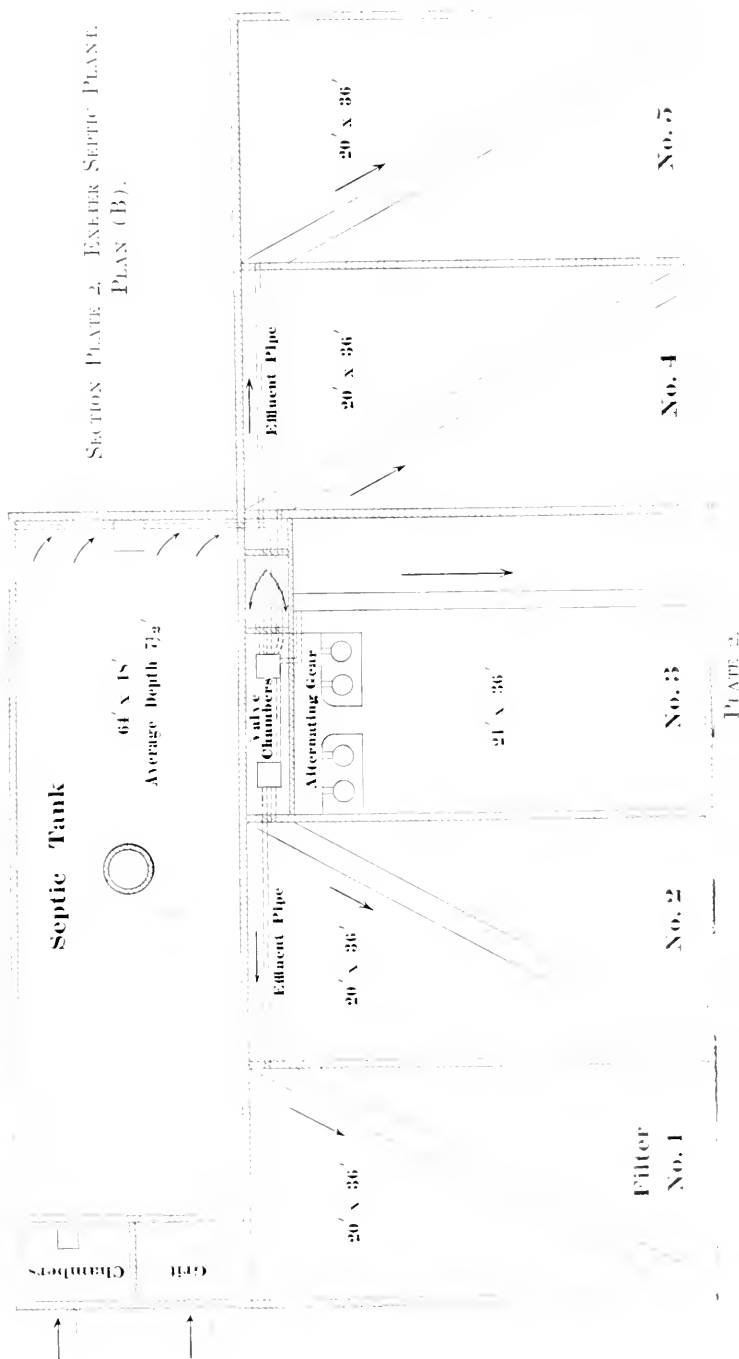 SECTION PLATE 2. EXETER SEPTIC PLANT.
PLAN (B).
Grit
Chambers
Septic Tank
64' x 18'
Average Depth 7½'
Valve
Chambers
Alternating Gear
Effluent Pipe
Effluent Pipe
20' x 36'
20' x 36'
21' x 36'
20' x 36'
20' x 36'
Filter
No. 1
No. 2
No. 3
No. 4
No. 5
PLATE 2.